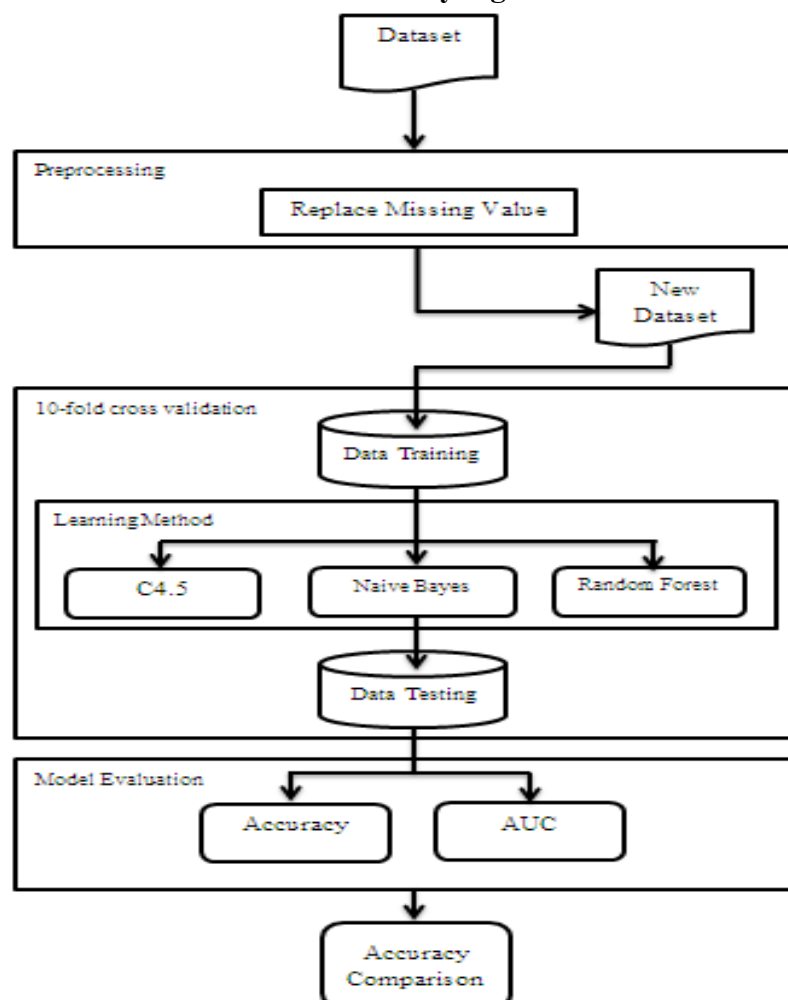 Dataset
Preprocessing
Replace Missing Value
New
Dataset
10-fold cross validation
Data Training
Learning Method
C4.5
Naive Bayes
Random Forest
Data Testing
Model Evaluation
Accuracy
AUC
Accuracy
Comparison